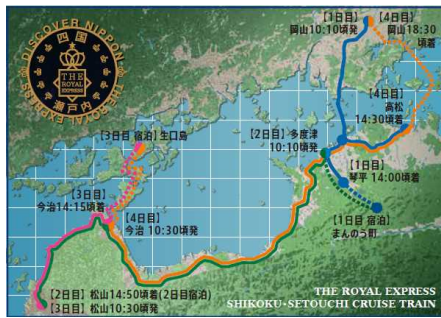 DISCOVER NIPPON
四国
THE
ROYAL
EXPRESS
瀬戸内
THE ROYAL EXPRESS
【1日目】
岡山10:10頃発
【4日目】
岡山18:30
頃着
【4日目】
高松
14:30頃着
【3日目 宿泊】生口島
【2日目】多度津
10:10頃発
【1日目】
琴平 14:00頃着
【3日目】
今治14:15頃着
【4日目】
今治 10:30頃発
【1日目 宿泊】
まんのう町
【2日目】松山14:50頃着(2日目宿泊)
【3日目】松山10:30頃発
THE ROYAL EXPRESS
SHIKOKU・SETOUCHI CRUISE TRAIN